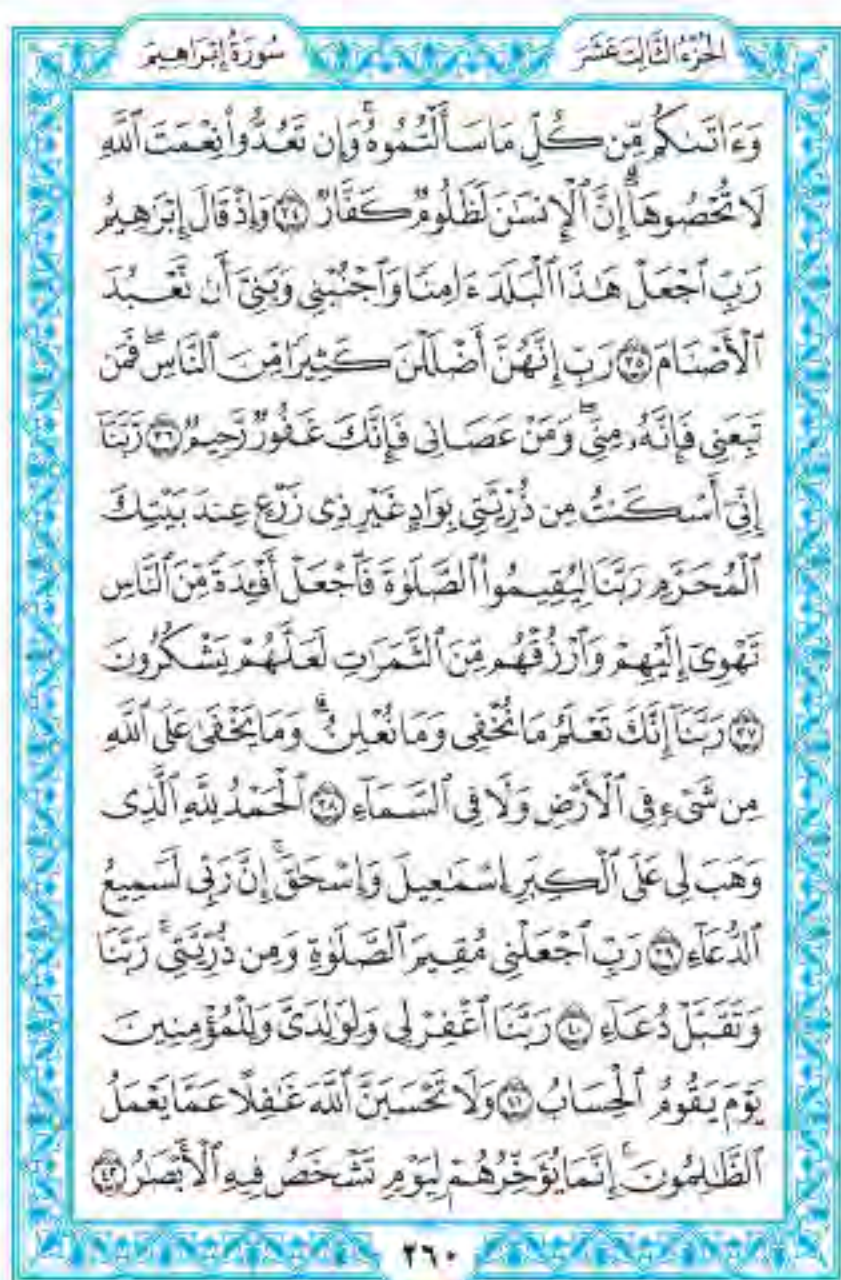 الجزء الثالث عشر
سورة إبراهيم
وَءَاتَىٰكُم مِّن كُلِّ مَا سَأَلْتُمُوهُ ۚ وَإِن تَعُدُّوا۟ نِعْمَتَ ٱللَّهِ
لَا تُحْصُوهَآ ۗ إِنَّ ٱلْإِنسَٰنَ لَظَلُومٌ كَفَّارٌ ٣٤ وَإِذْ قَالَ إِبْرَٰهِيمُ
رَبِّ ٱجْعَلْ هَٰذَا ٱلْبَلَدَ ءَامِنًا وَٱجْنُبْنِى وَبَنِىَّ أَن نَّعْبُدَ
ٱلْأَصْنَامَ ٣٥ رَبِّ إِنَّهُنَّ أَضْلَلْنَ كَثِيرًا مِّنَ ٱلنَّاسِ ۖ فَمَن
تَبِعَنِى فَإِنَّهُۥ مِنِّى ۖ وَمَنْ عَصَانِى فَإِنَّكَ غَفُورٌ رَّحِيمٌ ٣٦ رَّبَّنَآ
إِنِّىٓ أَسْكَنتُ مِن ذُرِّيَّتِى بِوَادٍ غَيْرِ ذِى زَرْعٍ عِندَ بَيْتِكَ
ٱلْمُحَرَّمِ رَبَّنَا لِيُقِيمُوا۟ ٱلصَّلَوٰةَ فَٱجْعَلْ أَفْـِٔدَةً مِّنَ ٱلنَّاسِ
تَهْوِىٓ إِلَيْهِمْ وَٱرْزُقْهُم مِّنَ ٱلثَّمَرَٰتِ لَعَلَّهُمْ يَشْكُرُونَ
٣٧ رَبَّنَآ إِنَّكَ تَعْلَمُ مَا نُخْفِى وَمَا نُعْلِنُ ۗ وَمَا يَخْفَىٰ عَلَى ٱللَّهِ
مِن شَىْءٍ فِى ٱلْأَرْضِ وَلَا فِى ٱلسَّمَآءِ ٣٨ ٱلْحَمْدُ لِلَّهِ ٱلَّذِى
وَهَبَ لِى عَلَى ٱلْكِبَرِ إِسْمَٰعِيلَ وَإِسْحَٰقَ ۚ إِنَّ رَبِّى لَسَمِيعُ
ٱلدُّعَآءِ ٣٩ رَبِّ ٱجْعَلْنِى مُقِيمَ ٱلصَّلَوٰةِ وَمِن ذُرِّيَّتِى ۚ رَبَّنَا
وَتَقَبَّلْ دُعَآءِ ٤٠ رَبَّنَا ٱغْفِرْ لِى وَلِوَٰلِدَىَّ وَلِلْمُؤْمِنِينَ
يَوْمَ يَقُومُ ٱلْحِسَابُ ٤١ وَلَا تَحْسَبَنَّ ٱللَّهَ غَٰفِلًا عَمَّا يَعْمَلُ
ٱلظَّٰلِمُونَ ۚ إِنَّمَا يُؤَخِّرُهُمْ لِيَوْمٍ تَشْخَصُ فِيهِ ٱلْأَبْصَٰرُ ٤٢
٢٦٠